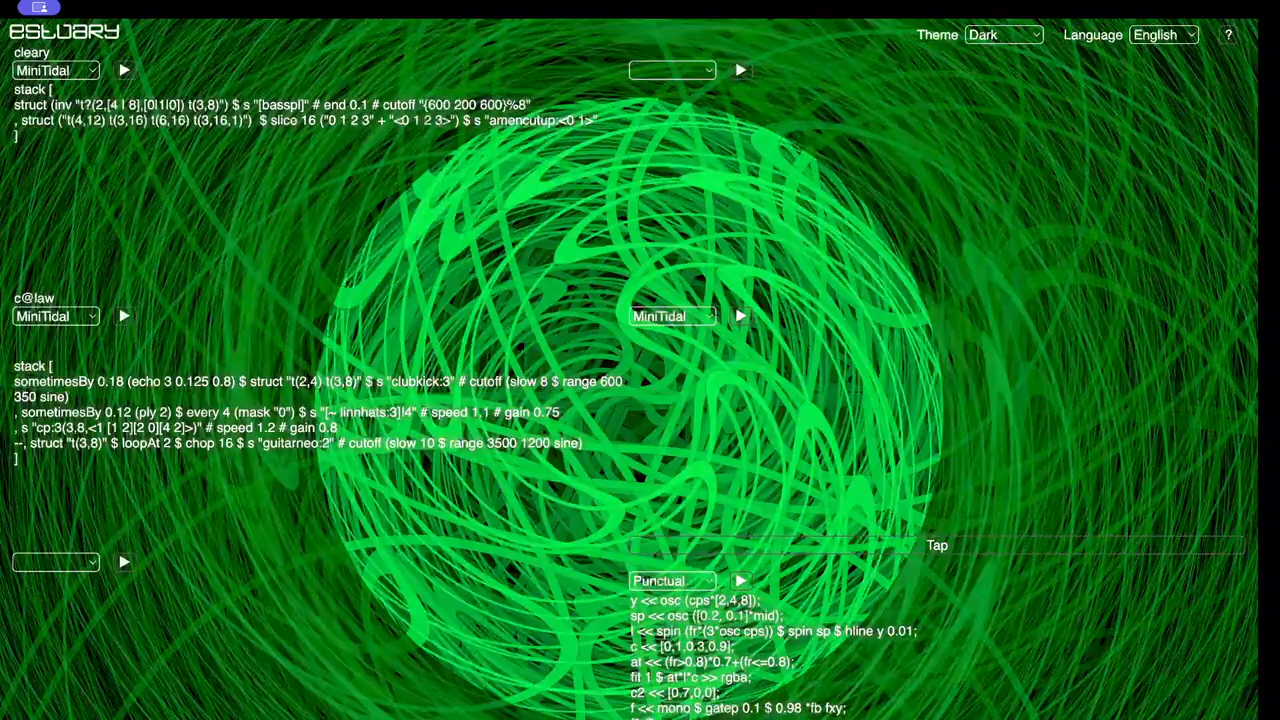 estuary
Theme Dark Language English ?
cleary
MiniTidal
stack [
struct (inv "t?(2,[4 | 8],[0|1|0]) t(3,8)") $ s "[basspl]" # end 0.1 # cutoff "{600 200 600}%8"
, struct ("t(4,12) t(3,16) t(6,16) t(3,16,1)") $ slice 16 ("0 1 2 3" + "<0 1 2 3>") $ s "amencutup:<0 1>"
]
c@law
MiniTidal
MiniTidal
stack [
sometimesBy 0.18 (echo 3 0.125 0.8) $ struct "t(2,4) t(3,8)" $ s "clubkick:3" # cutoff (slow 8 $ range 600
350 sine)
, sometimesBy 0.12 (ply 2) $ every 4 (mask "0") $ s "[~ linnhats:3]!4" # speed 1.1 # gain 0.75
, s "cp:3(3,8,<1 [1 2][2 0][4 2]>)" # speed 1.2 # gain 0.8
--, struct "t(3,8)" $ loopAt 2 $ chop 16 $ s "guitarneo:2" # cutoff (slow 10 $ range 3500 1200 sine)
]
Tap
Punctual
y << osc (cps*[2,4,8]);
sp << osc ([0.2, 0.1]*mid);
l << spin (fr*(3*osc cps)) $ spin sp $ hline y 0.01;
c << [0,1,0.3,0.9];
at << (fr>0.8)*0.7+(fr<=0.8);
fit 1 $ at*l*c >> rgba;
c2 << [0.7,0,0];
f << mono $ gatep 0.1 $ 0.98 *fb fxy;